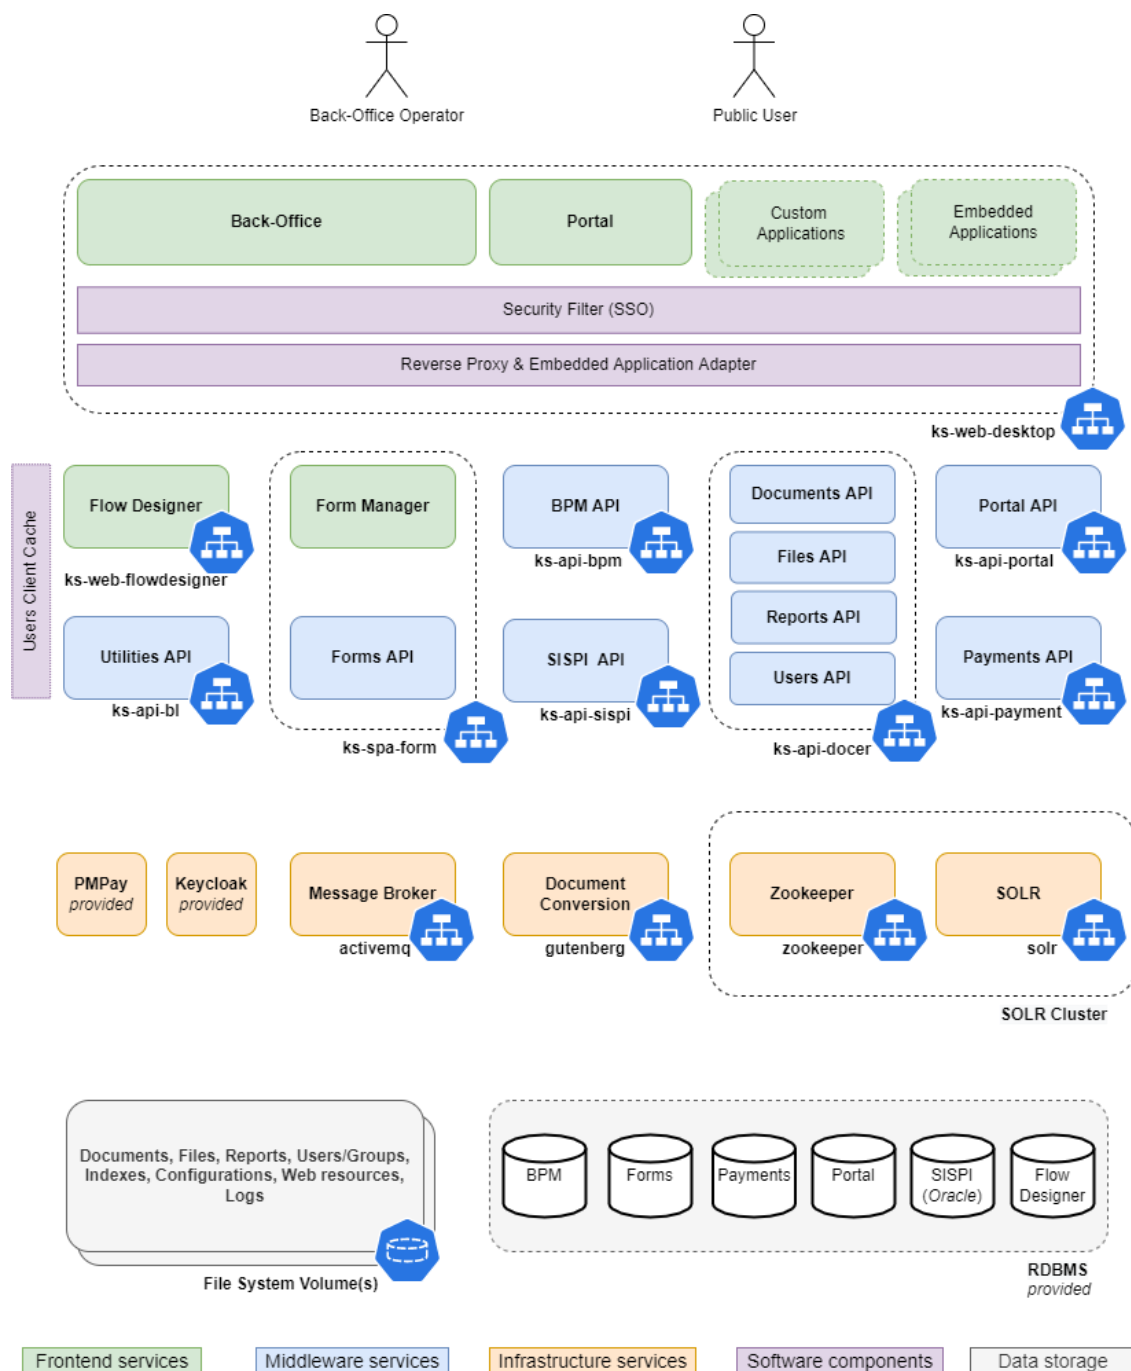 Back-Office Operator
Public User
Back-Office
Portal
Custom
Applications
Embedded
Applications
Security Filter (SSO)
Reverse Proxy & Embedded Application Adapter
ks-web-desktop
Users Client Cache
Flow Designer
ks-web-flowdesigner
Form Manager
BPM API
ks-api-bpm
Documents API
Files API
Reports API
Users API
Portal API
ks-api-portal
Utilities API
ks-api-bl
Forms API
ks-spa-form
SISPI API
ks-api-sispi
ks-api-docer
Payments API
ks-api-payment
PMPay
provided
Keycloak
provided
Message Broker
activemq
Document
Conversion
gutenberg
Zookeeper
zookeeper
SOLR
solr
SOLR Cluster
Documents, Files, Reports, Users/Groups,
Indexes, Configurations, Web resources,
Logs
File System Volume(s)
BPM
Forms
Payments
Portal
SISPI
(Oracle)
Flow
Designer
RDBMS
provided
Frontend services
Middleware services
Infrastructure services
Software components
Data storage